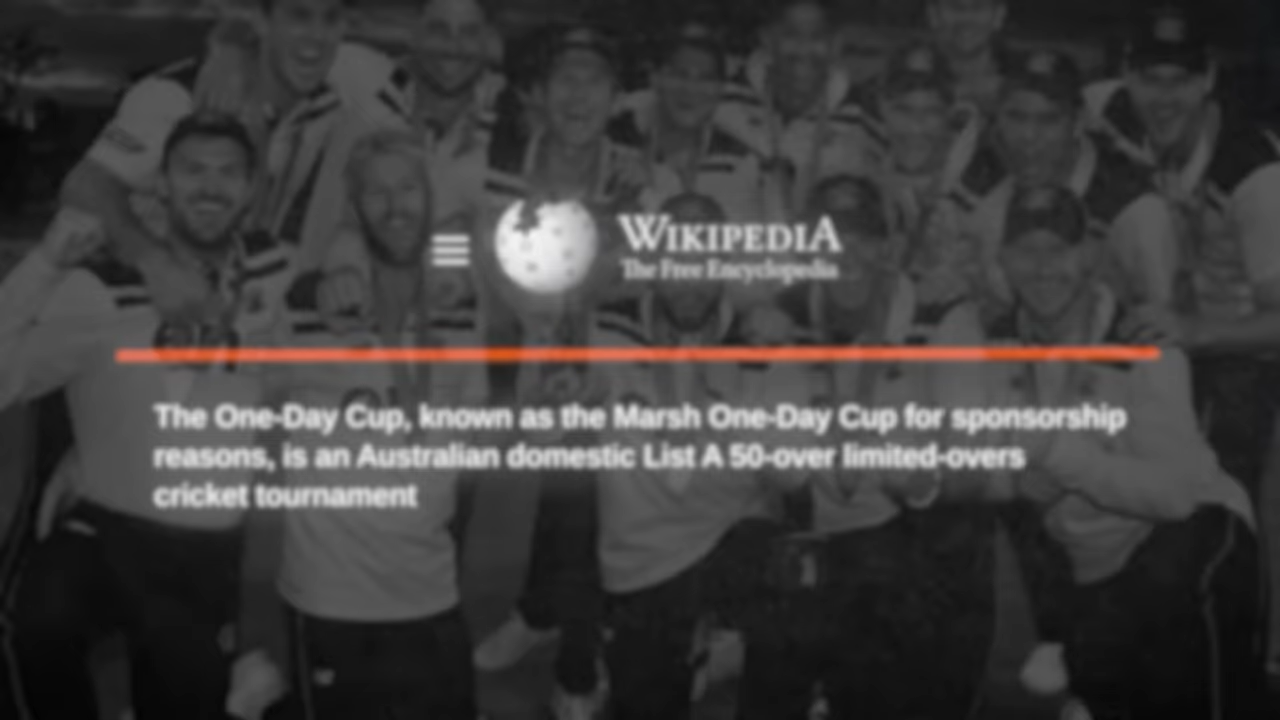 WIKIPEDIA
The Free Encyclopedia
The One-Day Cup, known as the Marsh One-Day Cup for sponsorship
reasons, is an Australian domestic List A 50-over limited-overs
cricket tournament